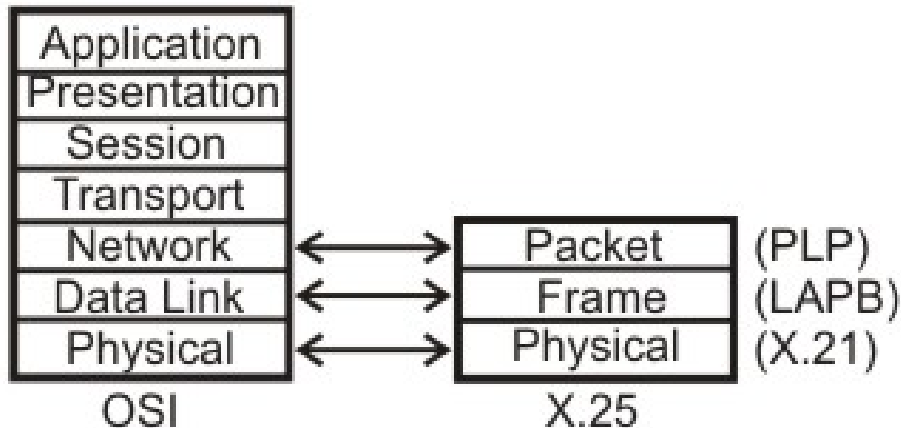 Application
Presentation
Session
Transport
Network
Data Link
Physical
OSI
Packet (PLP)
Frame (LAPB)
Physical (X.21)
X.25